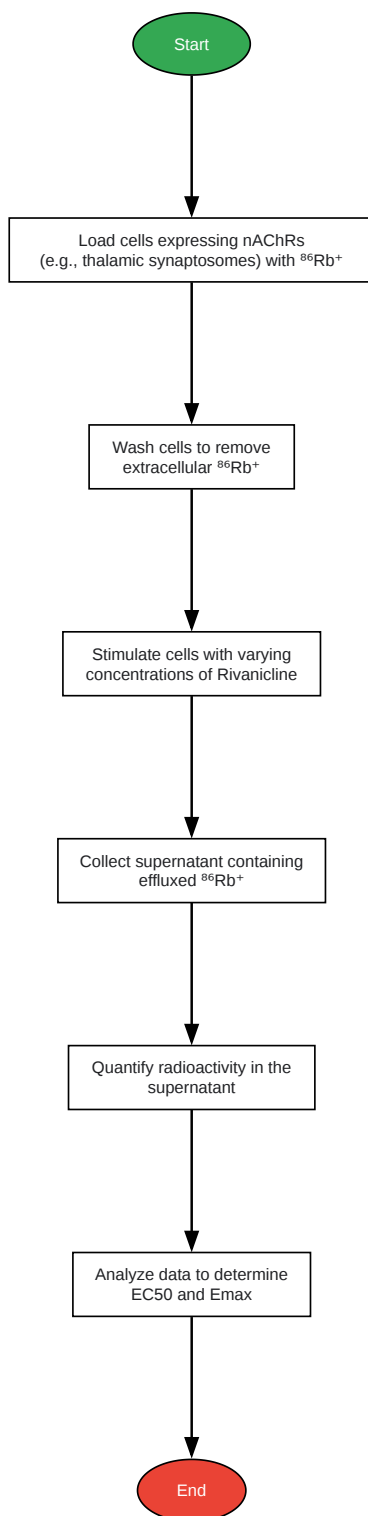 Start
Load cells expressing nAChRs
(e.g., thalamic synaptosomes) with ⁸⁶Rb⁺
Wash cells to remove
extracellular ⁸⁶Rb⁺
Stimulate cells with varying
concentrations of Rivanicline
Collect supernatant containing
effluxed ⁸⁶Rb⁺
Quantify radioactivity in the
supernatant
Analyze data to determine
EC50 and Emax
End